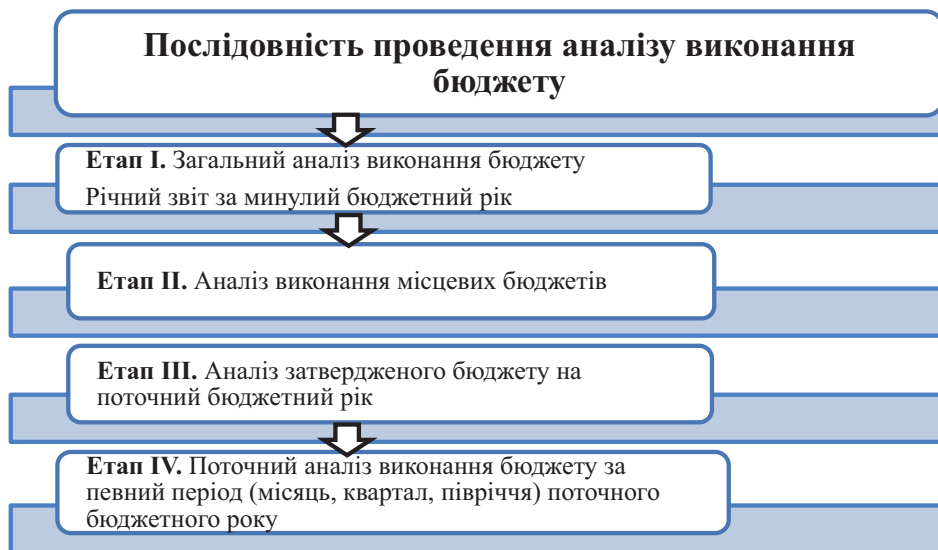 Послідовність проведення аналізу виконання
бюджету
Етап I. Загальний аналіз виконання бюджету
Річний звіт за минулий бюджетний рік
Етап II. Аналіз виконання місцевих бюджетів
Етап III. Аналіз затвердженого бюджету на
поточний бюджетний рік
Етап IV. Поточний аналіз виконання бюджету за
певний період (місяць, квартал, півріччя) поточного
бюджетного року